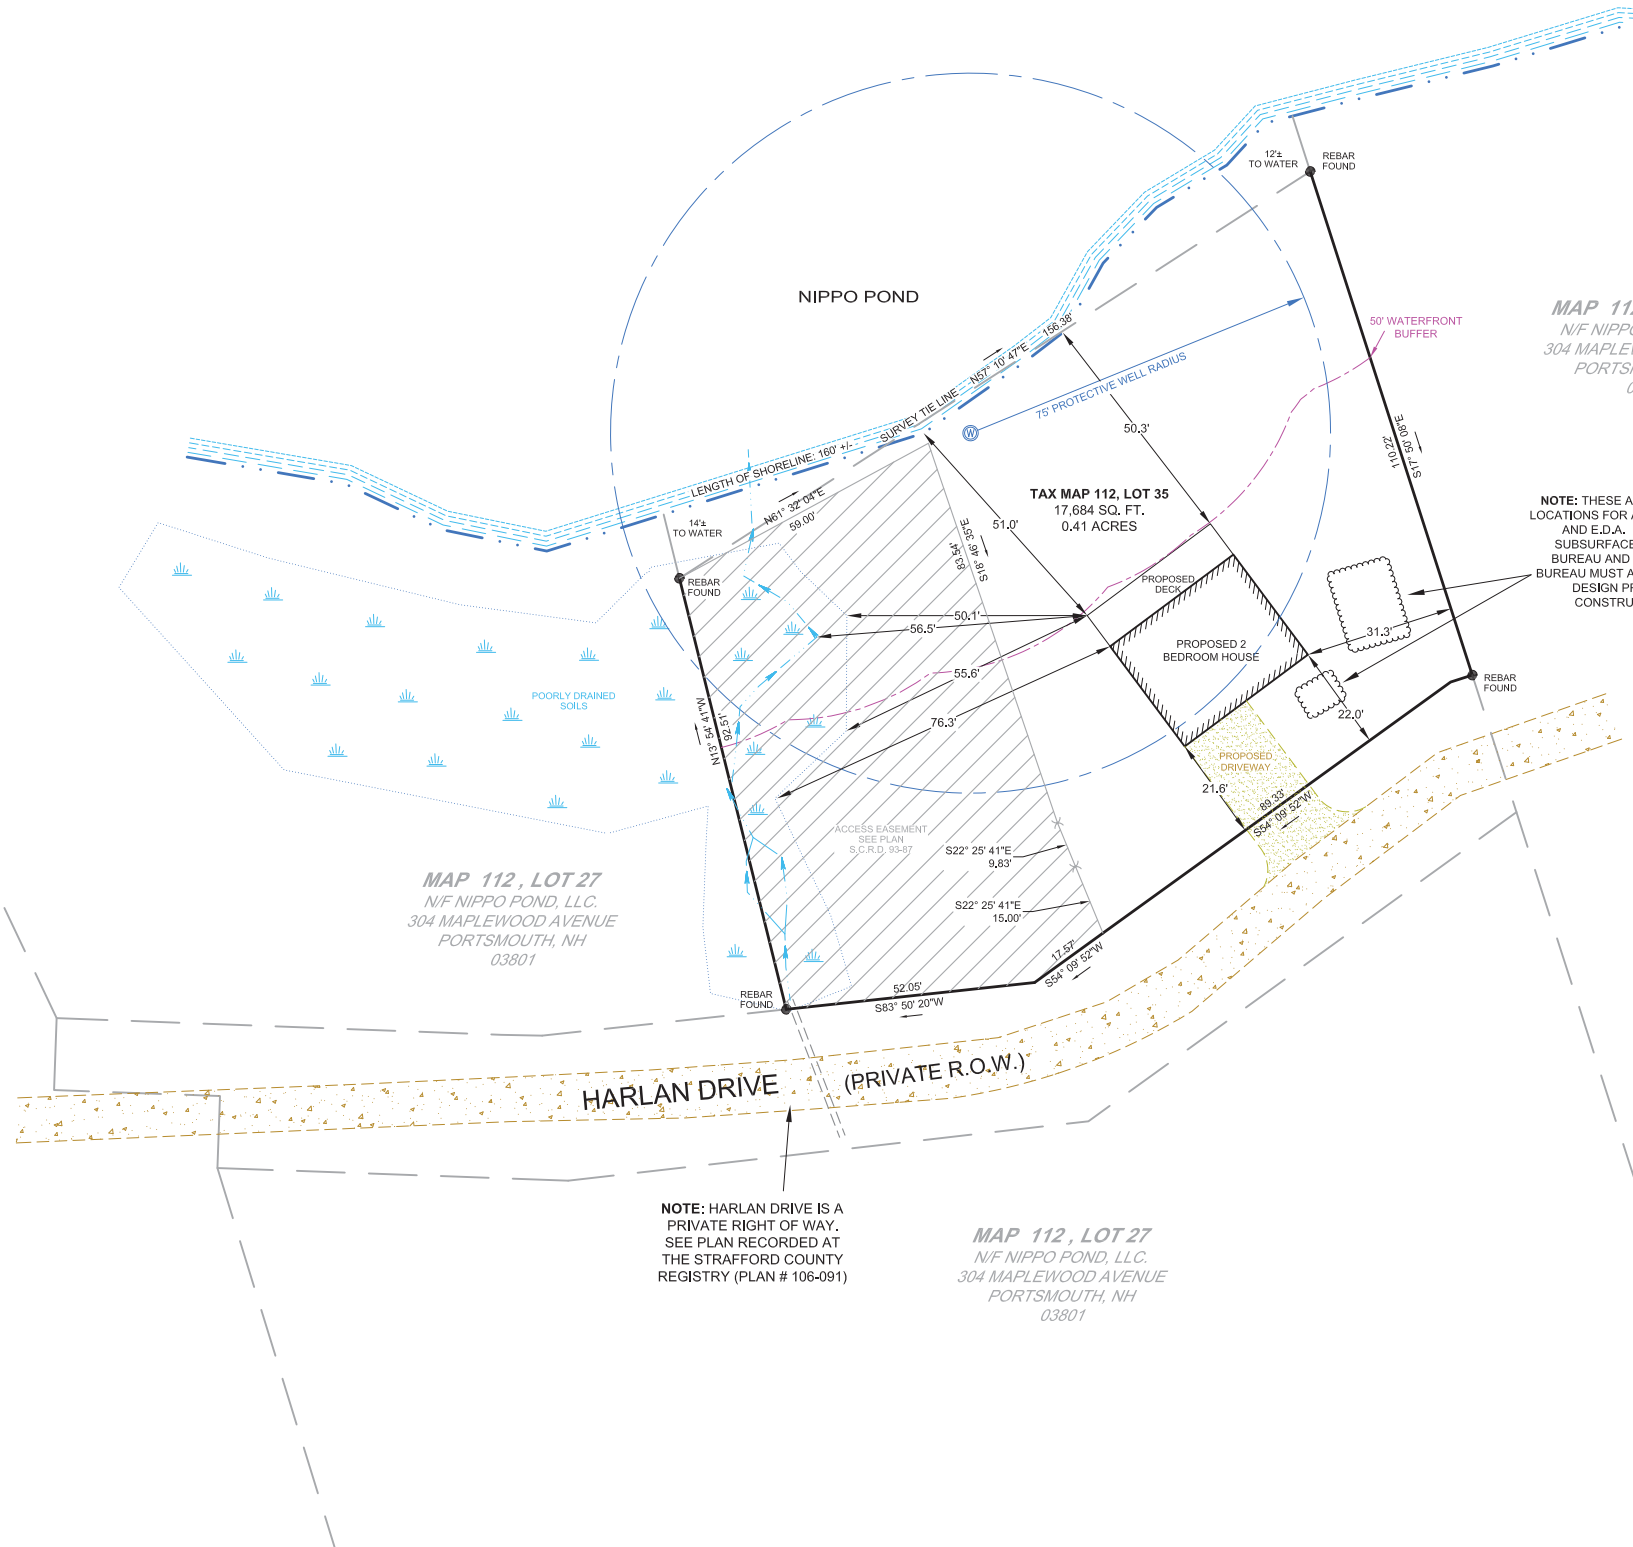 12'±
TO WATER
REBAR
FOUND
NIPPO POND
50' WATERFRONT
BUFFER
MAP 112
N/F NIPPO
304 MAPLEW
PORTSM
0
156.38'
N57° 10' 47"E
SURVEY TIE LINE
75' PROTECTIVE WELL RADIUS
W
50.3'
110.22'
S17° 50' 08"E
LENGTH OF SHORELINE: 160' +/-
N61° 32' 04"E
59.00'
14'±
TO WATER
REBAR
FOUND
83.54'
S18° 46' 35"E
51.0'
TAX MAP 112, LOT 35
17,684 SQ. FT.
0.41 ACRES
NOTE: THESE A
LOCATIONS FOR A
AND E.D.A.
SUBSURFACE
BUREAU AND
BUREAU MUST A
DESIGN PR
CONSTRU
PROPOSED
DECK
50.1'
56.5'
PROPOSED 2
BEDROOM HOUSE
31.3'
REBAR
FOUND
55.6'
POORLY DRAINED
SOILS
76.3'
22.0'
N13° 54' 41"W
92.51'
PROPOSED
DRIVEWAY
21.6'
89.33'
S54° 09' 52"W
ACCESS EASEMENT
SEE PLAN
S.C.R.D. 93-87
S22° 25' 41"E
9.83'
S22° 25' 41"E
15.00'
MAP 112 , LOT 27
N/F NIPPO POND, LLC.
304 MAPLEWOOD AVENUE
PORTSMOUTH, NH
03801
17.57'
S54° 09' 52"W
REBAR
FOUND
52.05'
S83° 50' 20"W
HARLAN DRIVE (PRIVATE R.O.W.)
NOTE: HARLAN DRIVE IS A
PRIVATE RIGHT OF WAY.
SEE PLAN RECORDED AT
THE STRAFFORD COUNTY
REGISTRY (PLAN # 106-091)
MAP 112 , LOT 27
N/F NIPPO POND, LLC.
304 MAPLEWOOD AVENUE
PORTSMOUTH, NH
03801